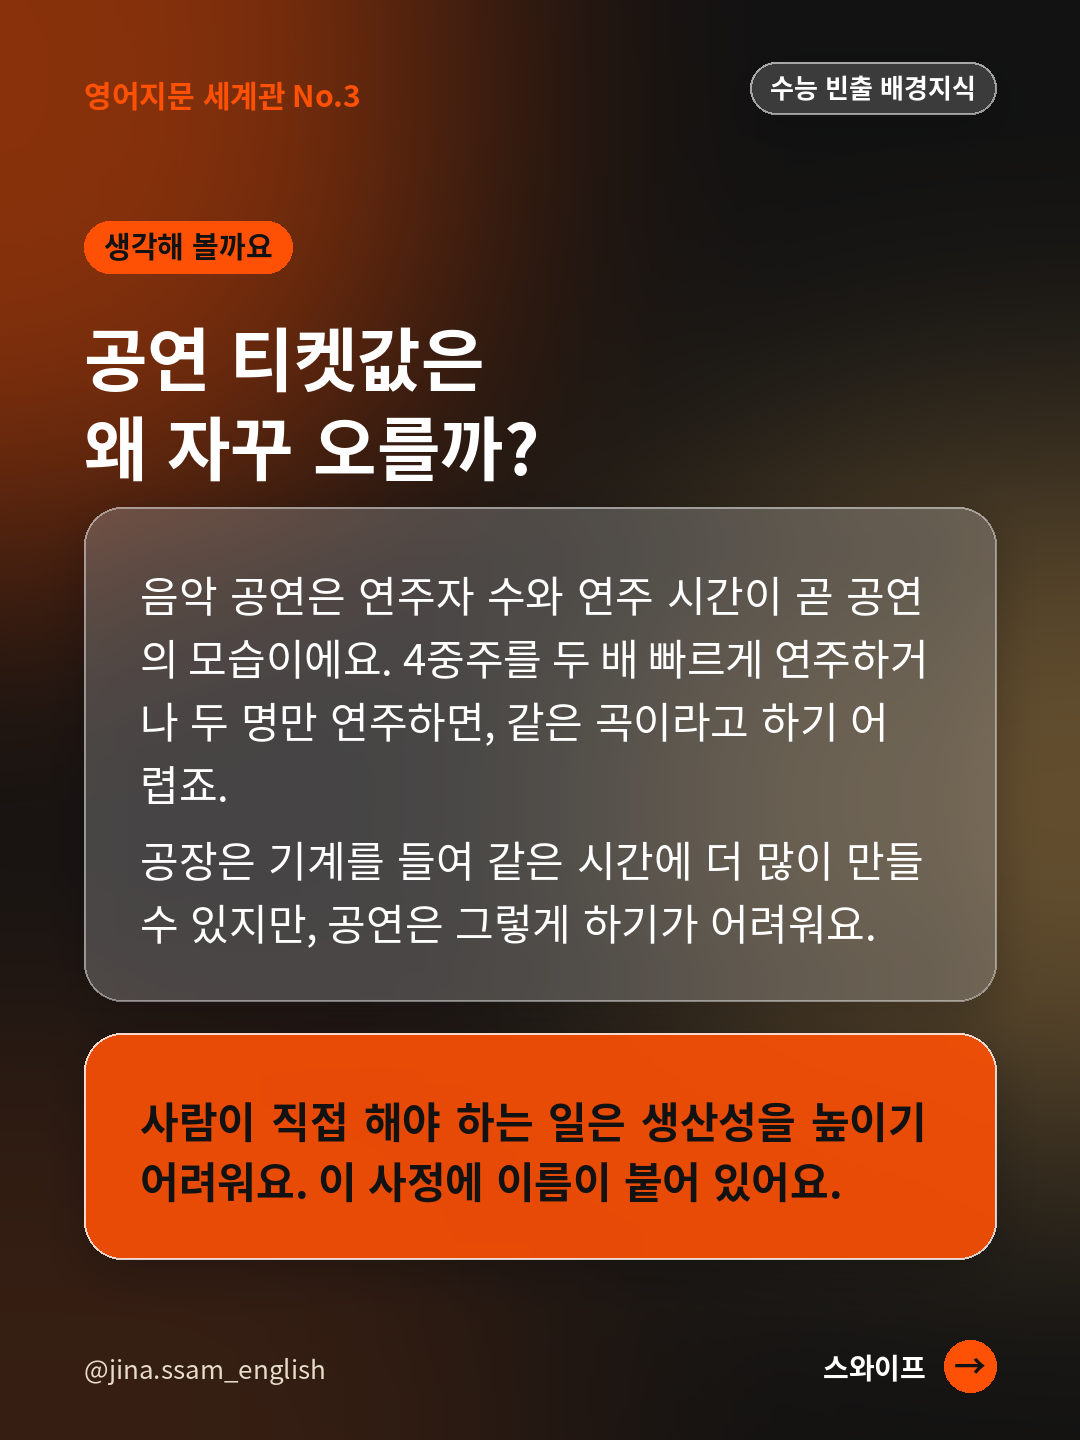 영어지문 세계관 No.3
수능 빈출 배경지식
생각해 볼까요
공연 티켓값은
왜 자꾸 오를까?
음악 공연은 연주자 수와 연주 시간이 곧 공연
의 모습이에요. 4중주를 두 배 빠르게 연주하거
나 두 명만 연주하면, 같은 곡이라고 하기 어
렵죠.
공장은 기계를 들여 같은 시간에 더 많이 만들
수 있지만, 공연은 그렇게 하기가 어려워요.
사람이 직접 해야 하는 일은 생산성을 높이기
어려워요. 이 사정에 이름이 붙어 있어요.
@jina.ssam_english
스와이프 →